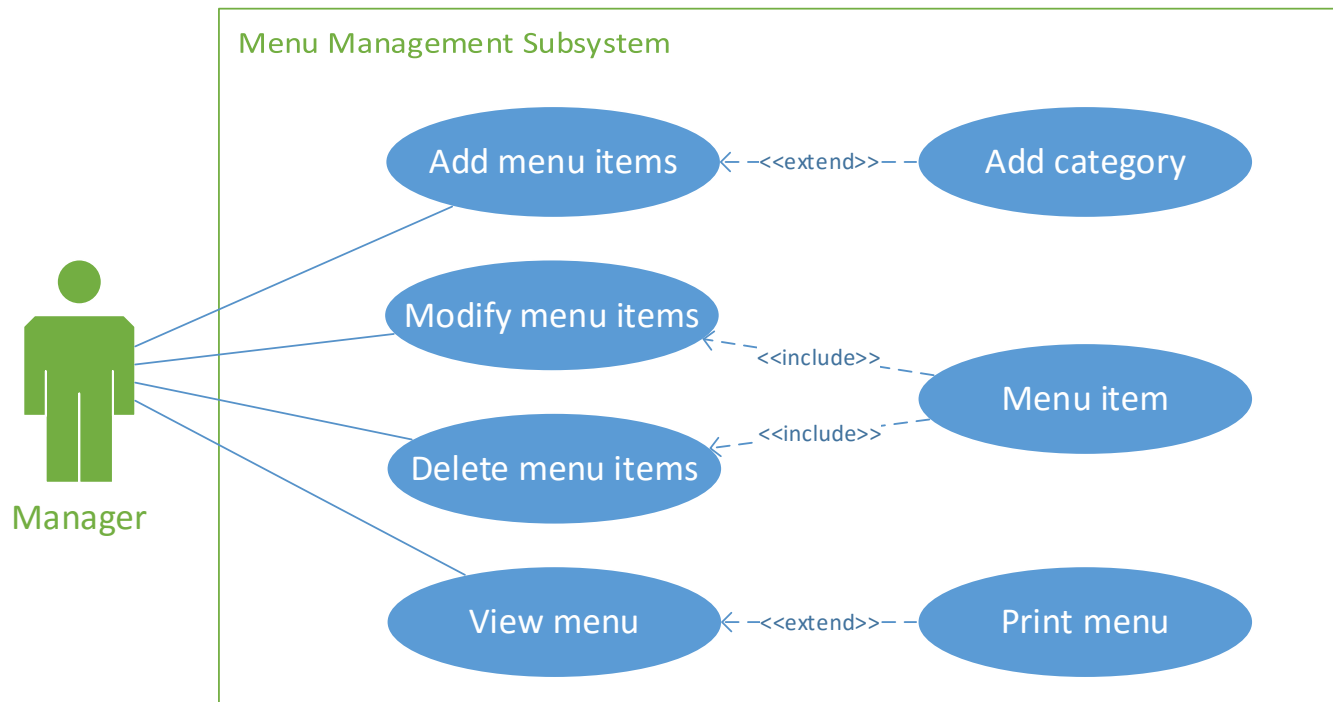 Menu Management Subsystem
Add menu items
<<extend>>
Add category
Modify menu items
<<include>>
Menu item
<<include>>
Delete menu items
Manager
View menu
<<extend>>
Print menu